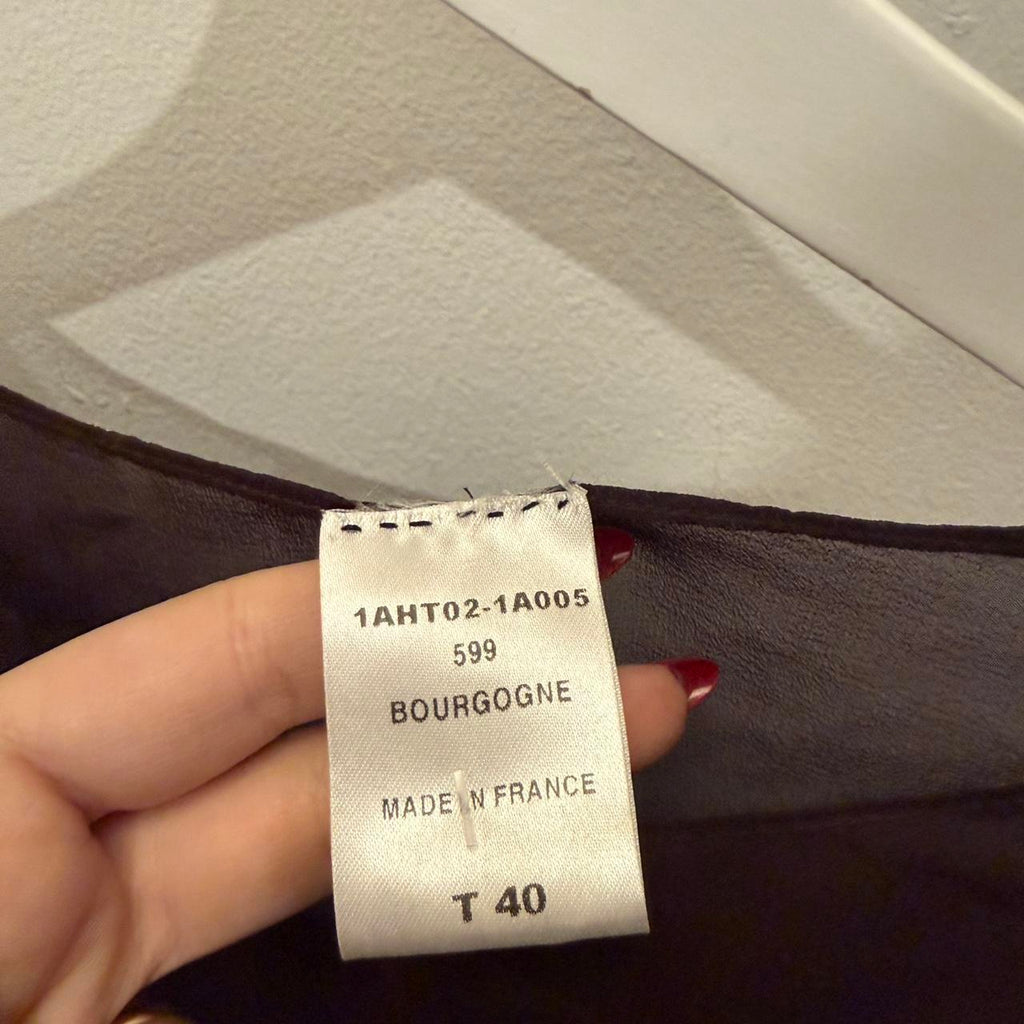 1AHT02-1A005
599
BOURGOGNE
MADE IN FRANCE
T 40